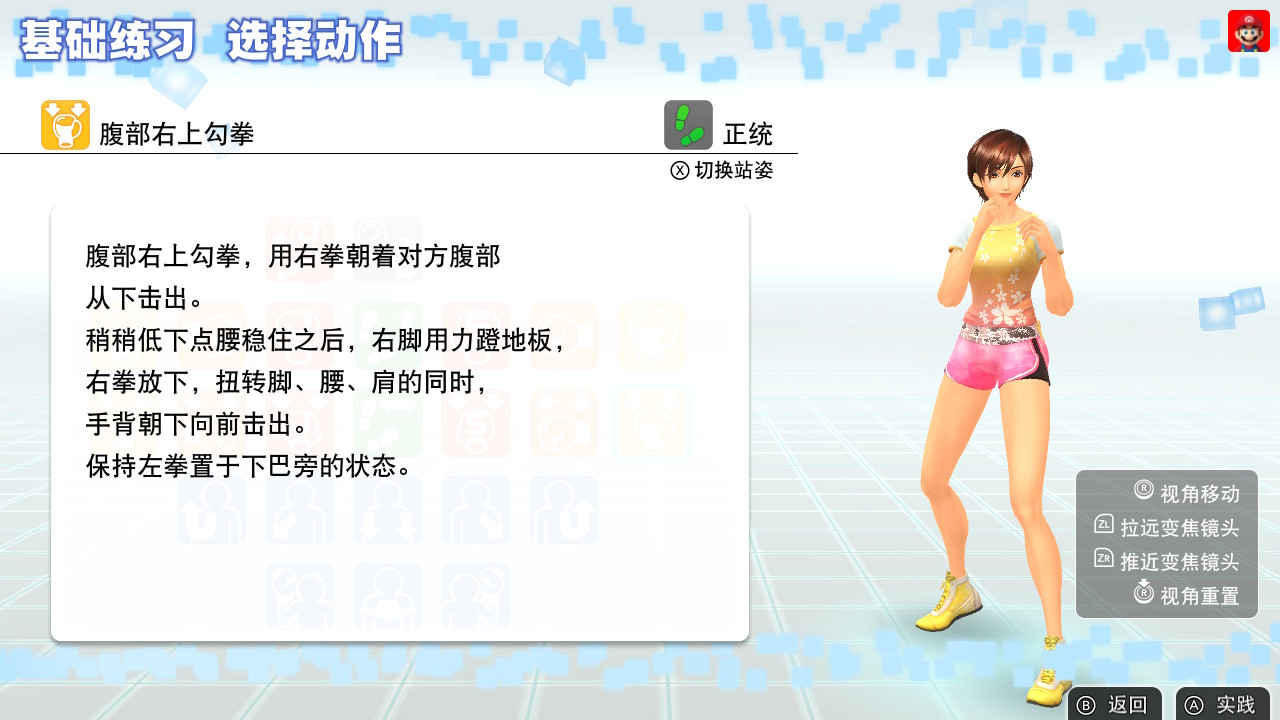 基础练习 选择动作
腹部右上勾拳
正统
X 切换站姿
腹部右上勾拳，用右拳朝着对方腹部
从下击出。
稍稍低下点腰稳住之后，右脚用力蹬地板，
右拳放下，扭转脚、腰、肩的同时，
手背朝下向前击出。
保持左拳置于下巴旁的状态。
R 视角移动
ZL 拉远变焦镜头
ZR 推近变焦镜头
R 视角重置
B 返回
A 实践